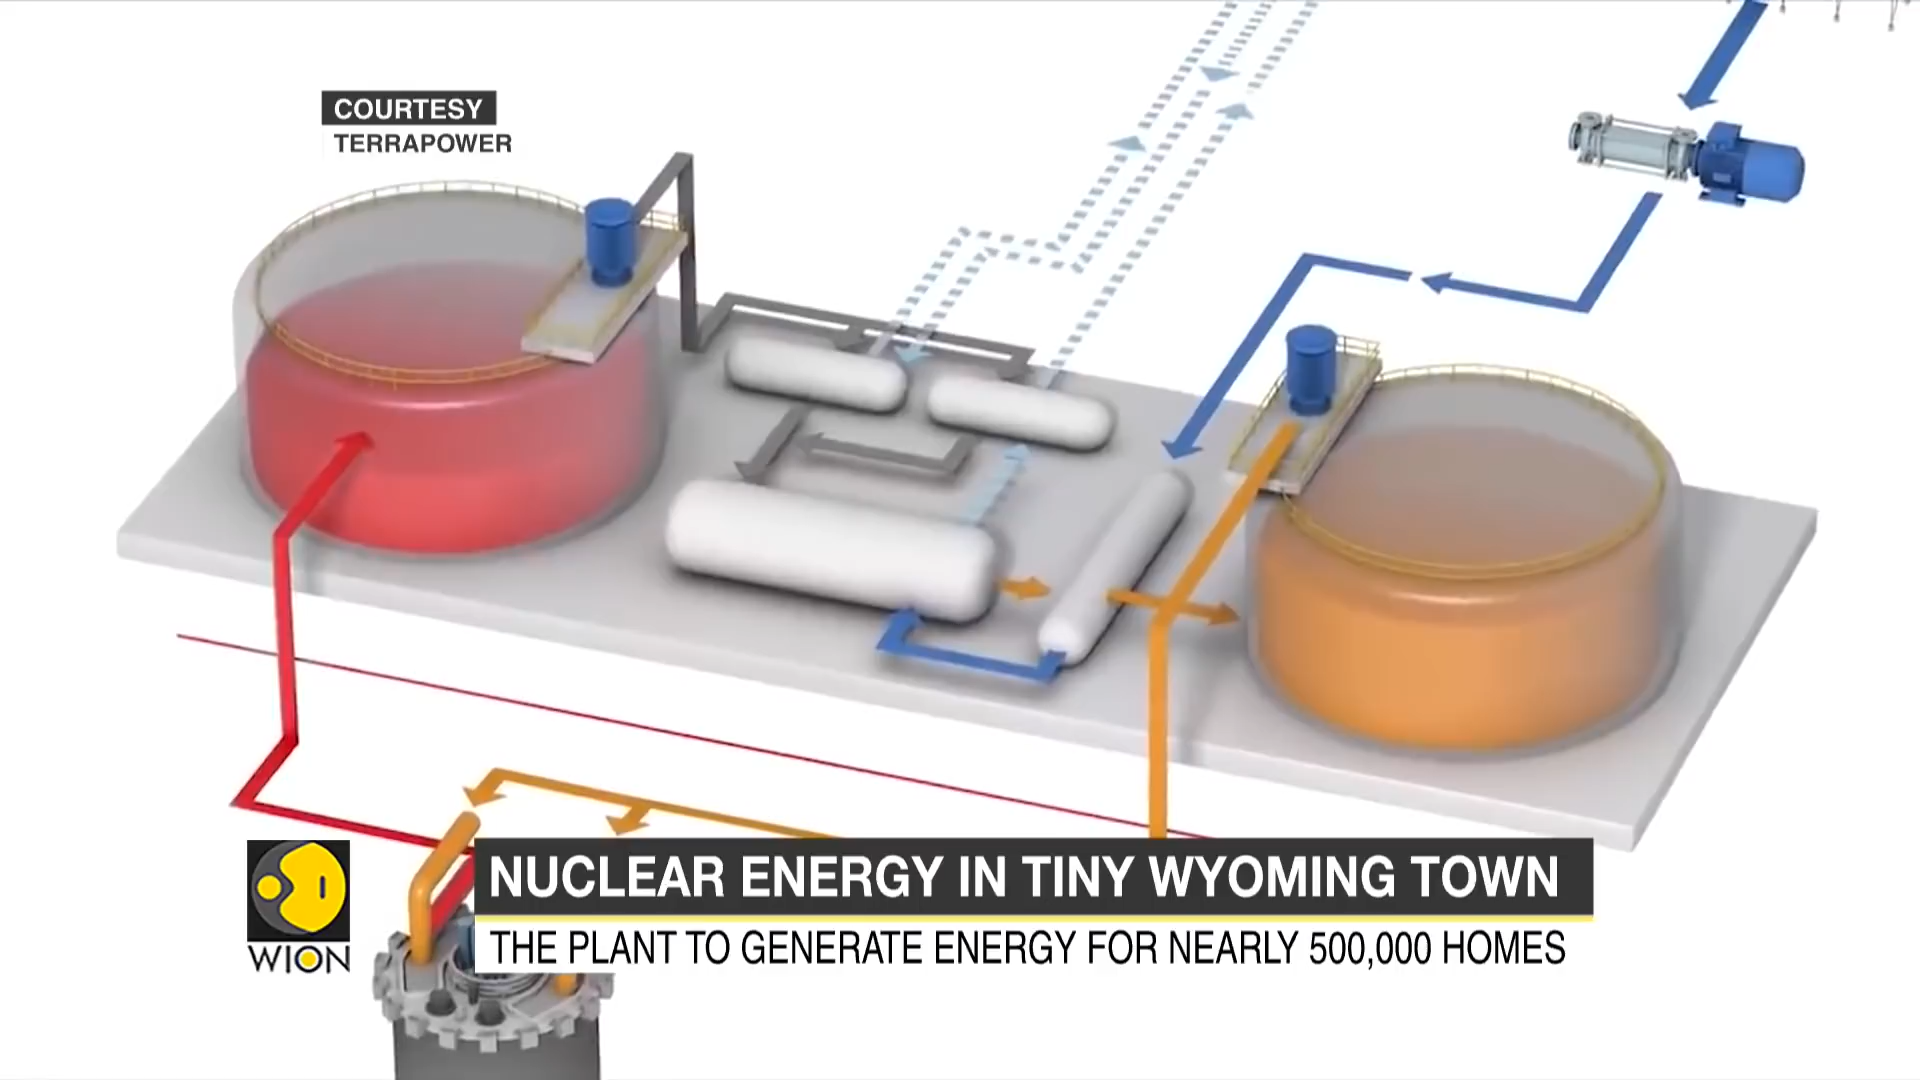 COURTESY
TERRAPOWER
NUCLEAR ENERGY IN TINY WYOMING TOWN
THE PLANT TO GENERATE ENERGY FOR NEARLY 500,000 HOMES
WION